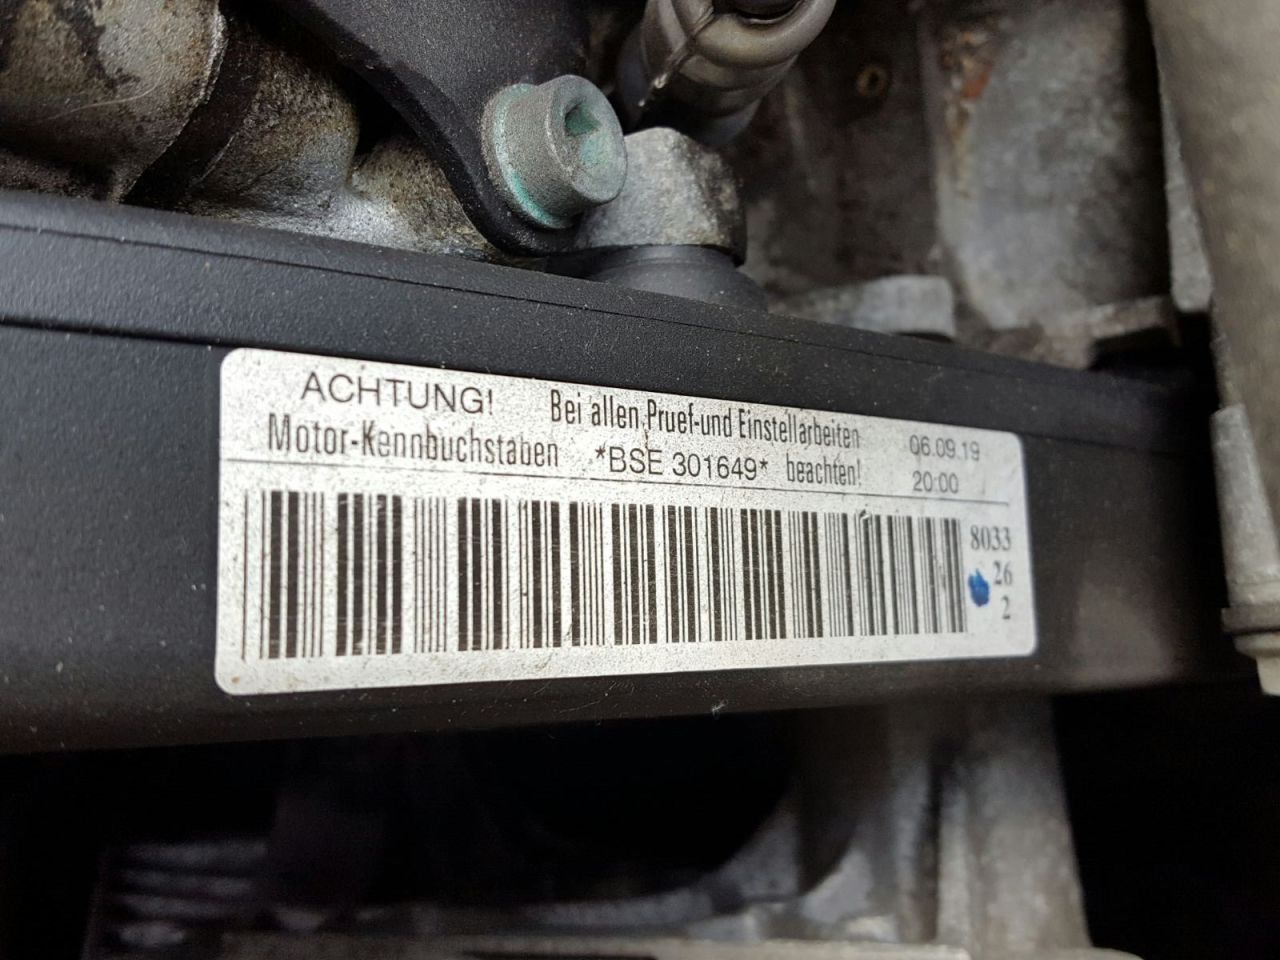 ACHTUNG! Bei allen Pruef-und Einstellarbeiten 06.09.19
Motor-Kennbuchstaben *BSE 301649* beachten! 20:00
8033
26
2